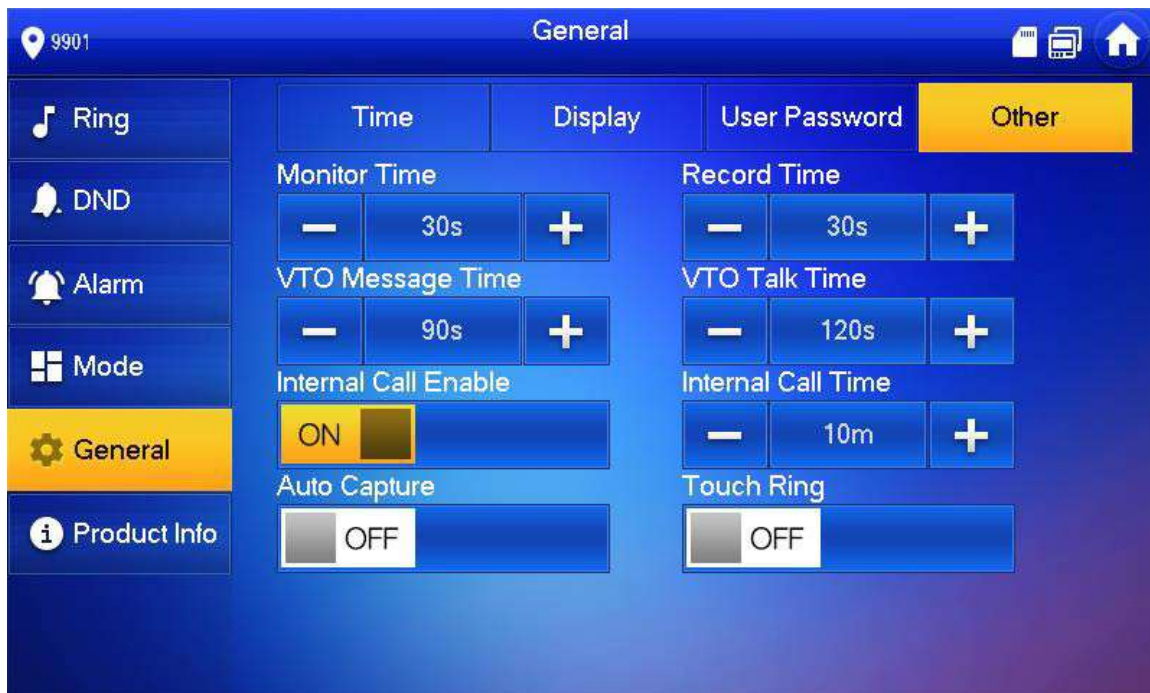 9901
General
Ring
DND
Alarm
Mode
General
Product Info
Time
Display
User Password
Other
Monitor Time
Record Time
30s
30s
VTO Message Time
VTO Talk Time
90s
120s
Internal Call Enable
Internal Call Time
ON
10m
Auto Capture
Touch Ring
OFF
OFF